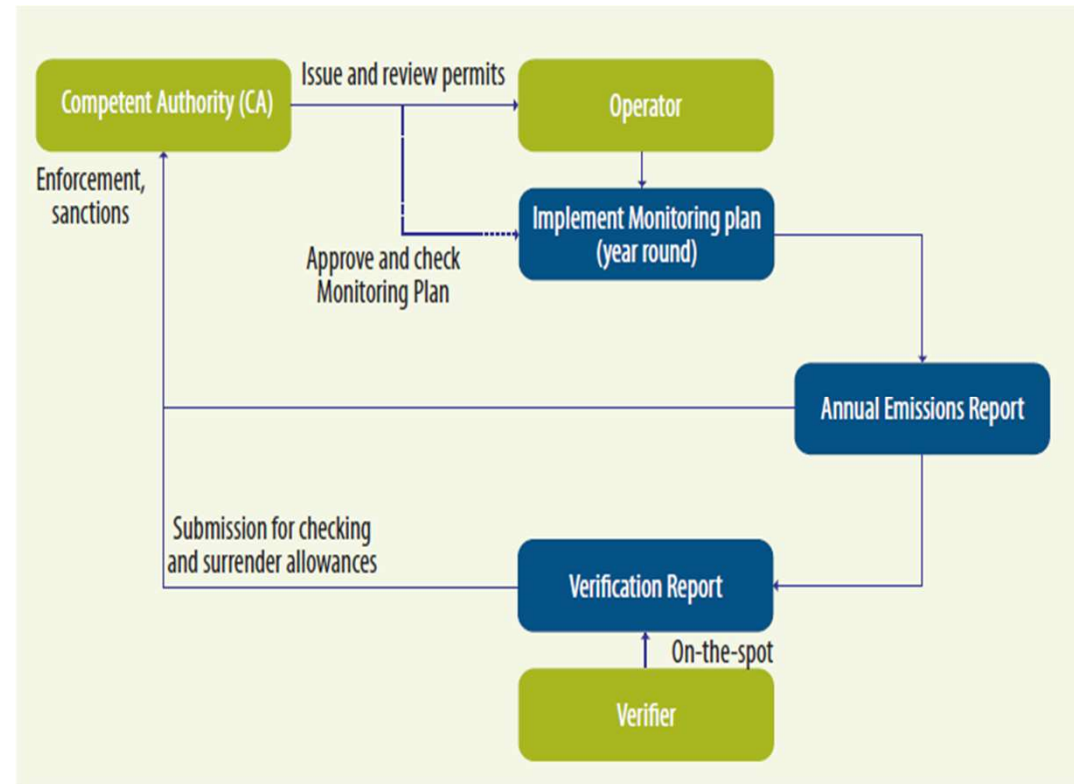 Issue and review permits
Competent Authority (CA)
Operator
Enforcement,
sanctions
Implement Monitoring plan
(year round)
Approve and check
Monitoring Plan
Annual Emissions Report
Submission for checking
and surrender allowances
Verification Report
On-the-spot
Verifier